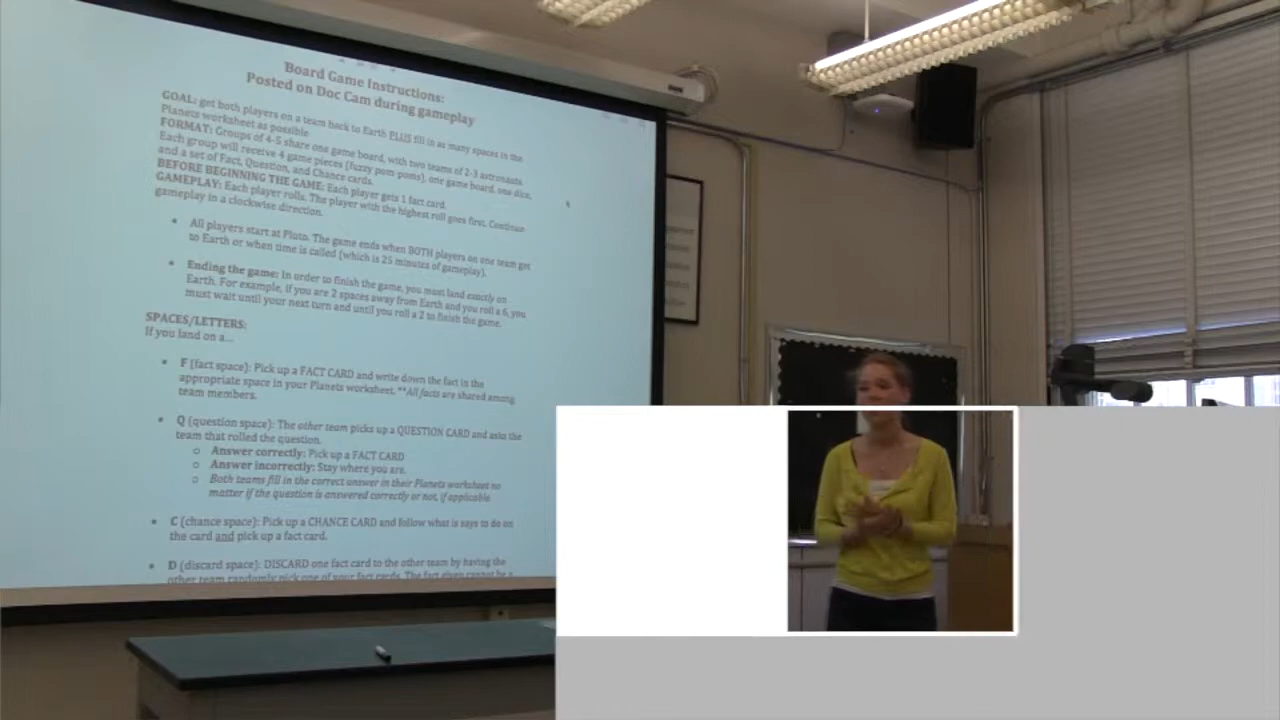 Board Game Instructions:
Posted on Doc Cam during gameplay
GOAL: get both players on a team back to Earth PLUS fill in as many spaces in the
Planets worksheet as possible
FORMAT: Groups of 4-5 share one game board, with two teams of 2-3 astronauts.
Each group will receive 4 game pieces (fuzzy pom-poms), one game board, one dice,
and a set of Fact, Question, and Chance cards.
BEFORE BEGINNING THE GAME: Each player gets 1 fact card.
GAMEPLAY: Each player rolls. The player with the highest roll goes first. Continue
gameplay in a clockwise direction.
All players start at Pluto. The game ends when BOTH players on one team get
to Earth or when time is called (which is 25 minutes of gameplay).
Ending the game: In order to finish the game, you must land exactly on
Earth. For example, if you are 2 spaces away from Earth and you roll a 6, you
must wait until your next turn and until you roll a 2 to finish the game.
SPACES/LETTERS:
If you land on a...
F (fact space): Pick up a FACT CARD and write down the fact in the
appropriate space in your Planets worksheet. **All facts are shared among
team members.
Q (question space): The other team picks up a QUESTION CARD and asks the
team that rolled the question.
Answer correctly: Pick up a FACT CARD
Answer incorrectly: Stay where you are.
Both teams fill in the correct answer in their Planets worksheet no
matter if the question is answered correctly or not, if applicable
C (chance space): Pick up a CHANCE CARD and follow what is says to do on
the card and pick up a fact card.
D (discard space): DISCARD one fact card to the other team by having the
other team randomly pick one of your fact cards. The fact given cannot be a